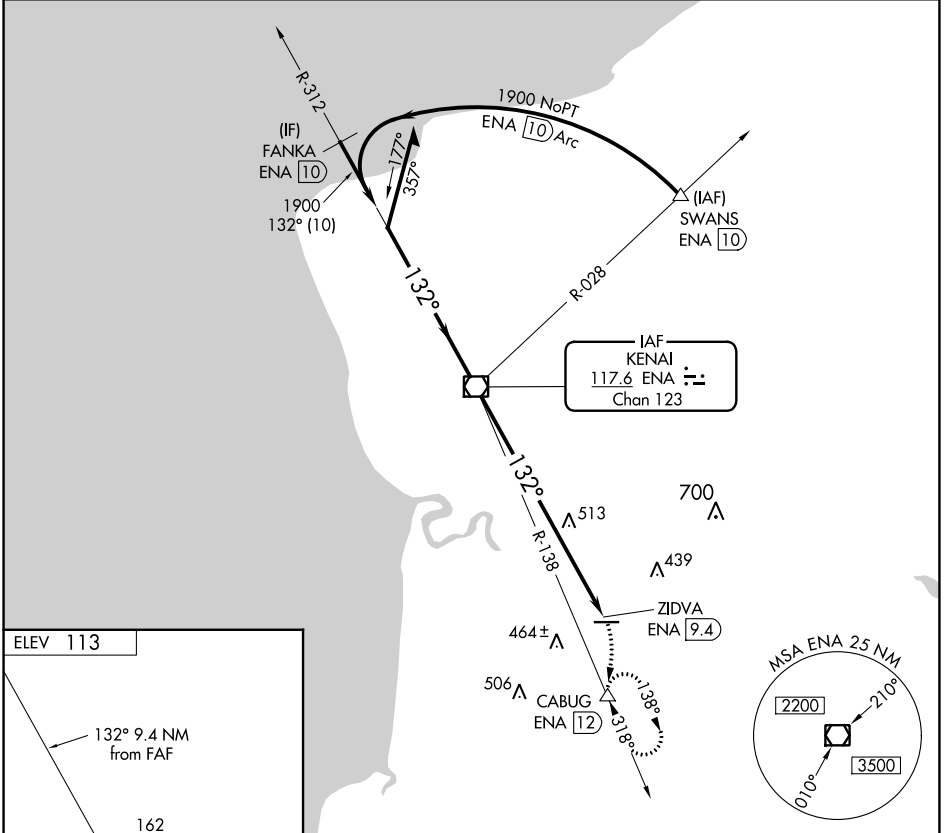 R-312
1900 NoPT
ENA 10 Arc
(IF)
FANKA
ENA 10
177°
357°
1900
132° (10)
(IAF)
SWANS
ENA 10
R-028
132°
IAF
KENAI
117.6 ENA
Chan 123
132°
R-138
513
700
439
ZIDVA
ENA 9.4
464±
506
CABUG
ENA 12
138°
318°
ELEV 113
132° 9.4 NM
from FAF
162
MSA ENA 25 NM
2200
210°
3500
010°